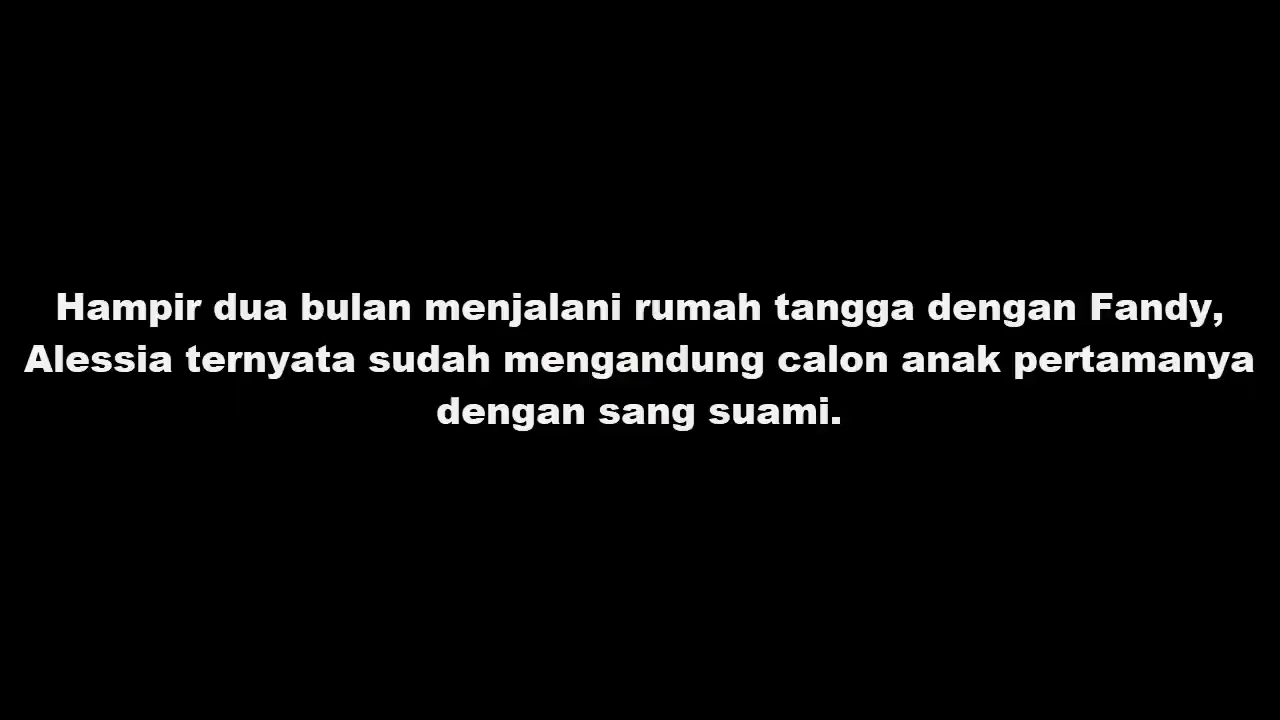 Hampir dua bulan menjalani rumah tangga dengan Fandy,
Alessia ternyata sudah mengandung calon anak pertamanya
dengan sang suami.